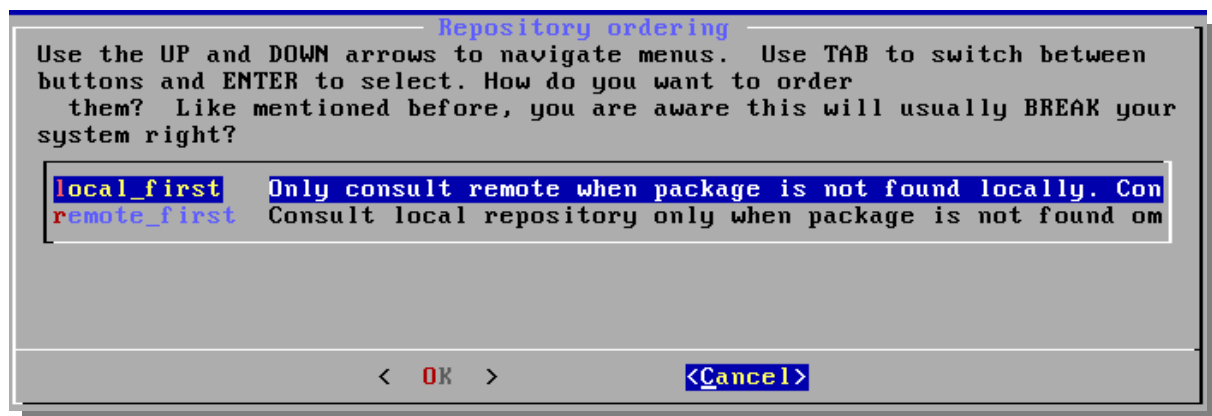 Repository ordering
Use the UP and DOWN arrows to navigate menus.  Use TAB to switch between
buttons and ENTER to select. How do you want to order
  them?  Like mentioned before, you are aware this will usually BREAK your
system right?
local_first   Only consult remote when package is not found locally. Con
remote_first  Consult local repository only when package is not found om
<  OK  >   <Cancel>